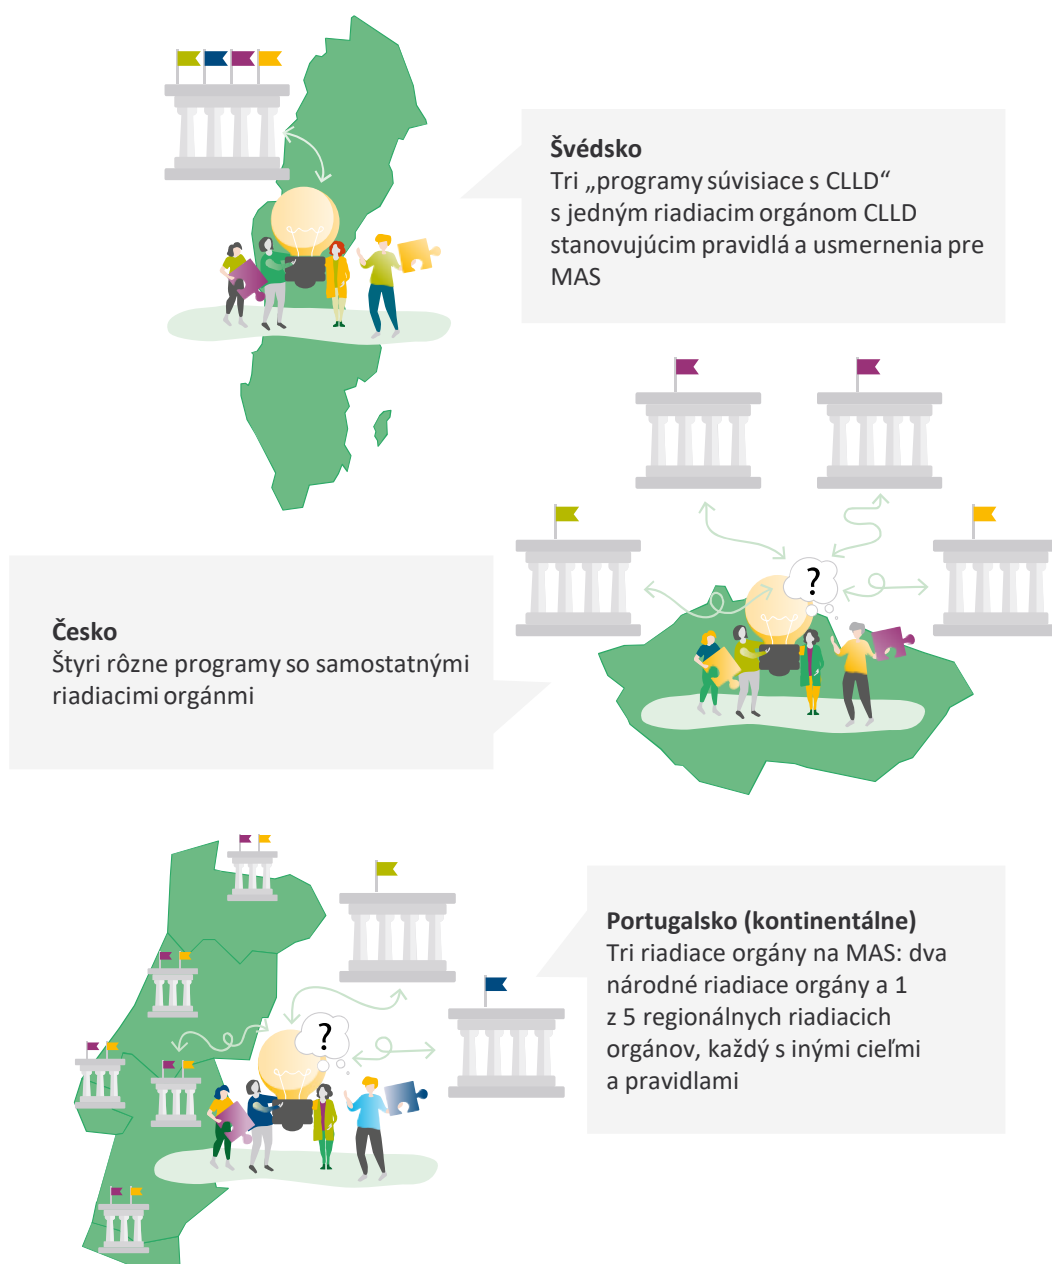 Švédsko
Tri „programy súvisiace s CLLD“
s jedným riadiacim orgánom CLLD
stanovujúcim pravidlá a usmernenia pre
MAS
?
Česko
Štyri rôzne programy so samostatnými
riadiacimi orgánmi
Portugalsko (kontinentálne)
Tri riadiace orgány na MAS: dva
národné riadiace orgány a 1
z 5 regionálnych riadiacich
orgánov, každý s inými cieľmi
a pravidlami
?